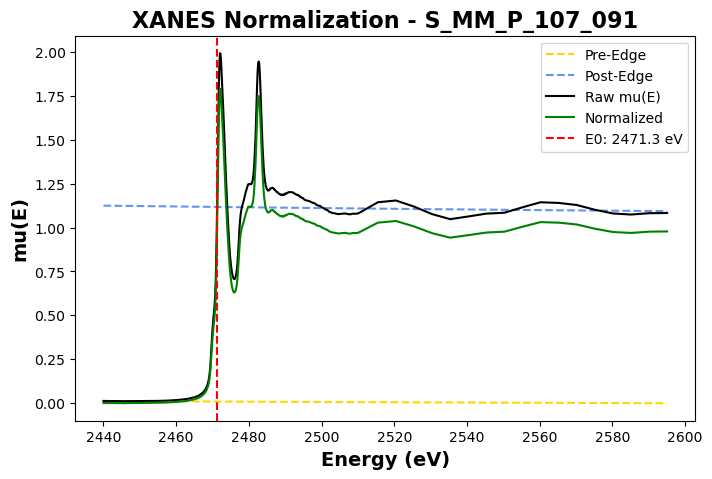 XANES Normalization - S_MM_P_107_091
mu(E)
2.00
1.75
1.50
1.25
1.00
0.75
0.50
0.25
0.00
Pre-Edge
Post-Edge
Raw mu(E)
Normalized
E0: 2471.3 eV
2440 2460 2480 2500 2520 2540 2560 2580 2600
Energy (eV)